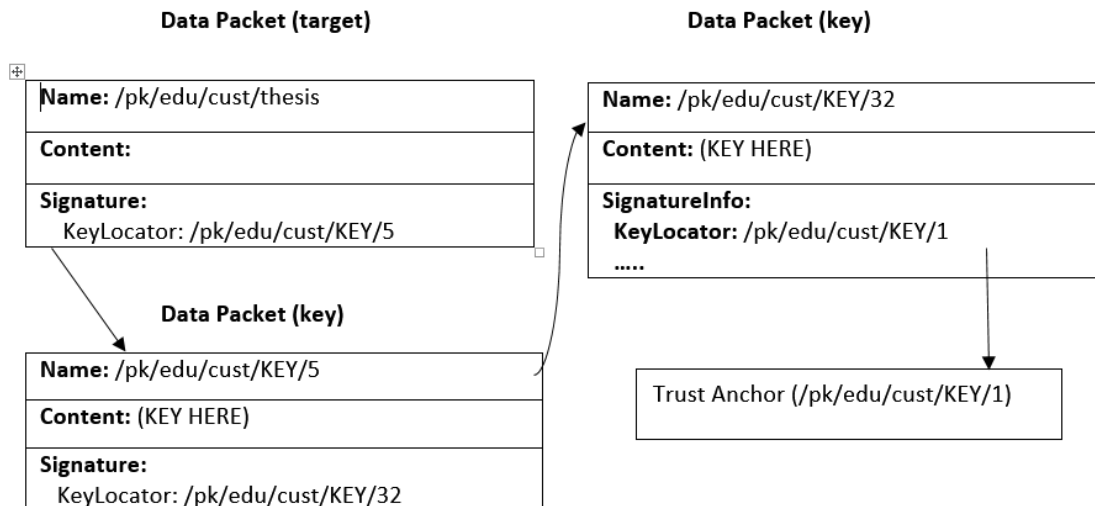 Data Packet (target)
Name: /pk/edu/cust/thesis
Content:
Signature:
KeyLocator: /pk/edu/cust/KEY/5
Data Packet (key)
Name: /pk/edu/cust/KEY/5
Content: (KEY HERE)
Signature:
KeyLocator: /pk/edu/cust/KEY/32
Data Packet (key)
Name: /pk/edu/cust/KEY/32
Content: (KEY HERE)
SignatureInfo:
KeyLocator: /pk/edu/cust/KEY/1
.....
Trust Anchor (/pk/edu/cust/KEY/1)